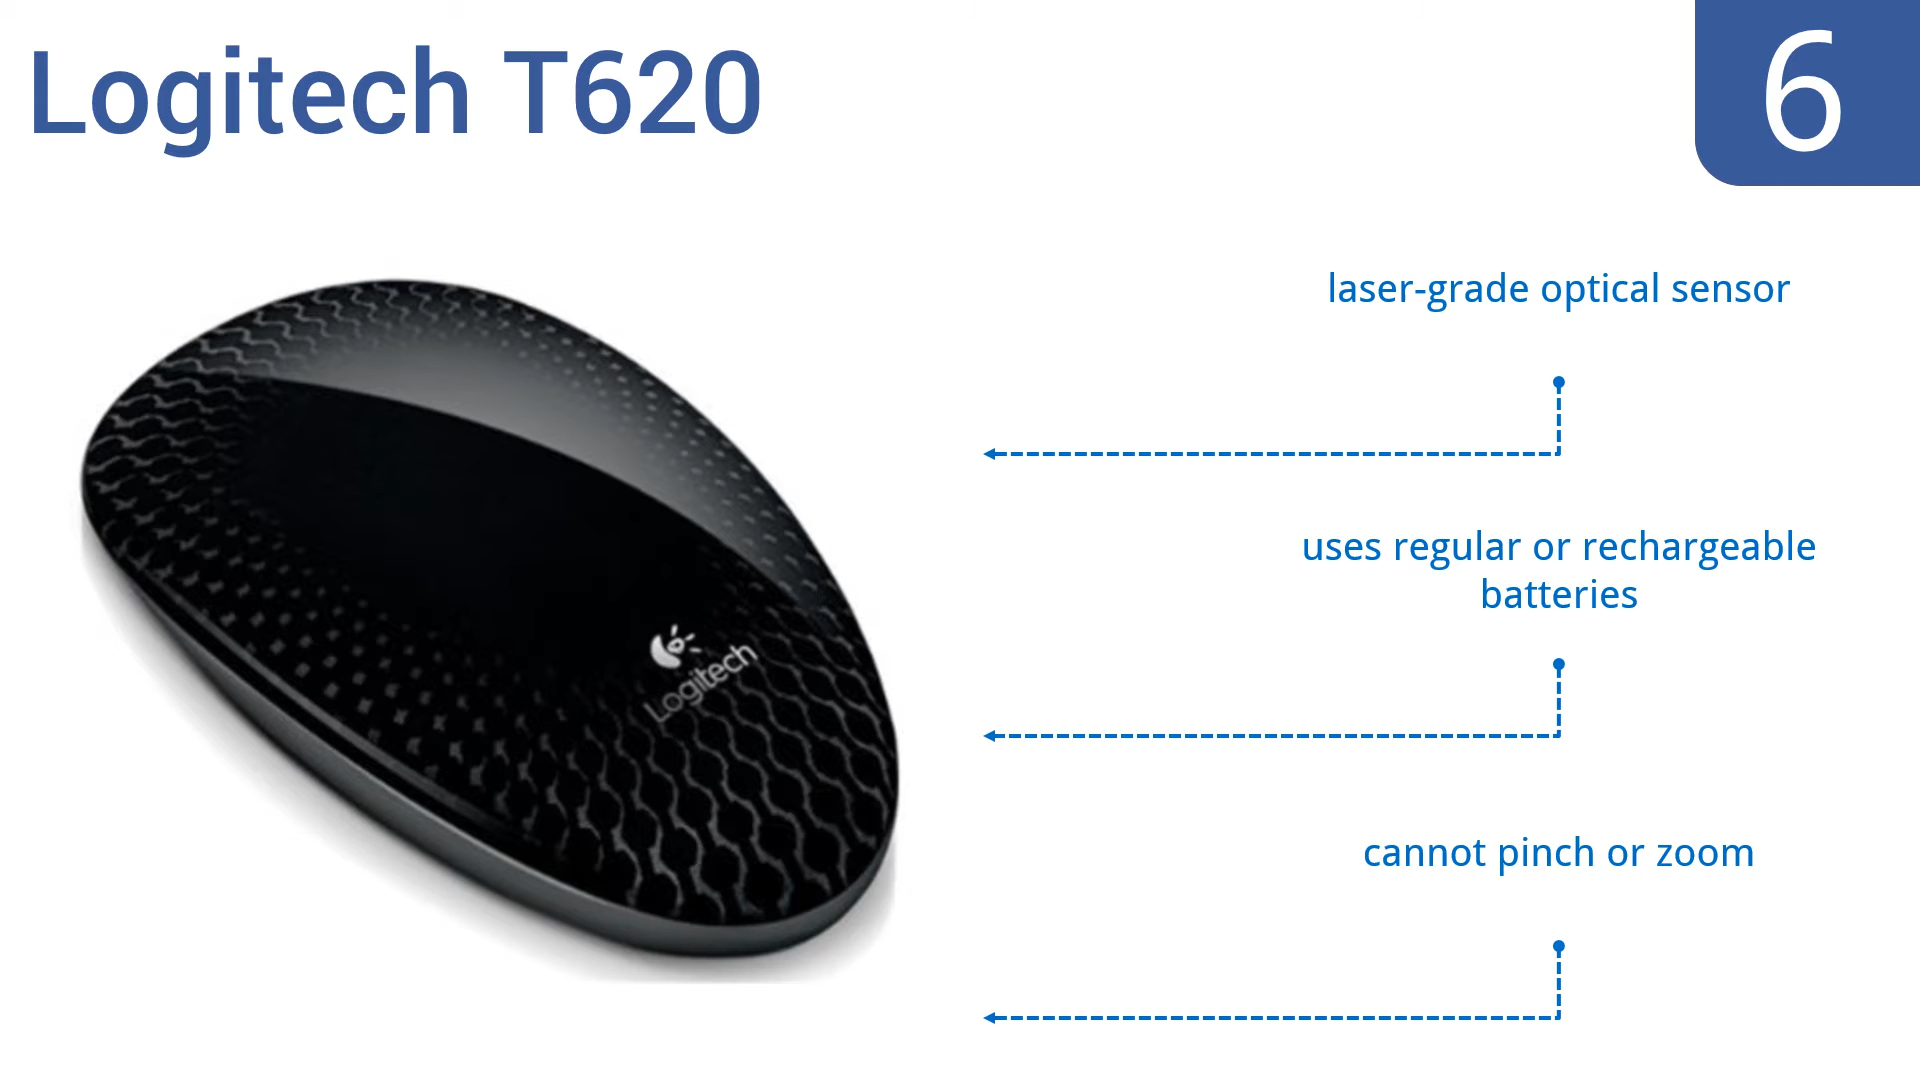 Logitech T620
6
laser-grade optical sensor
uses regular or rechargeable
batteries
Logitech
cannot pinch or zoom